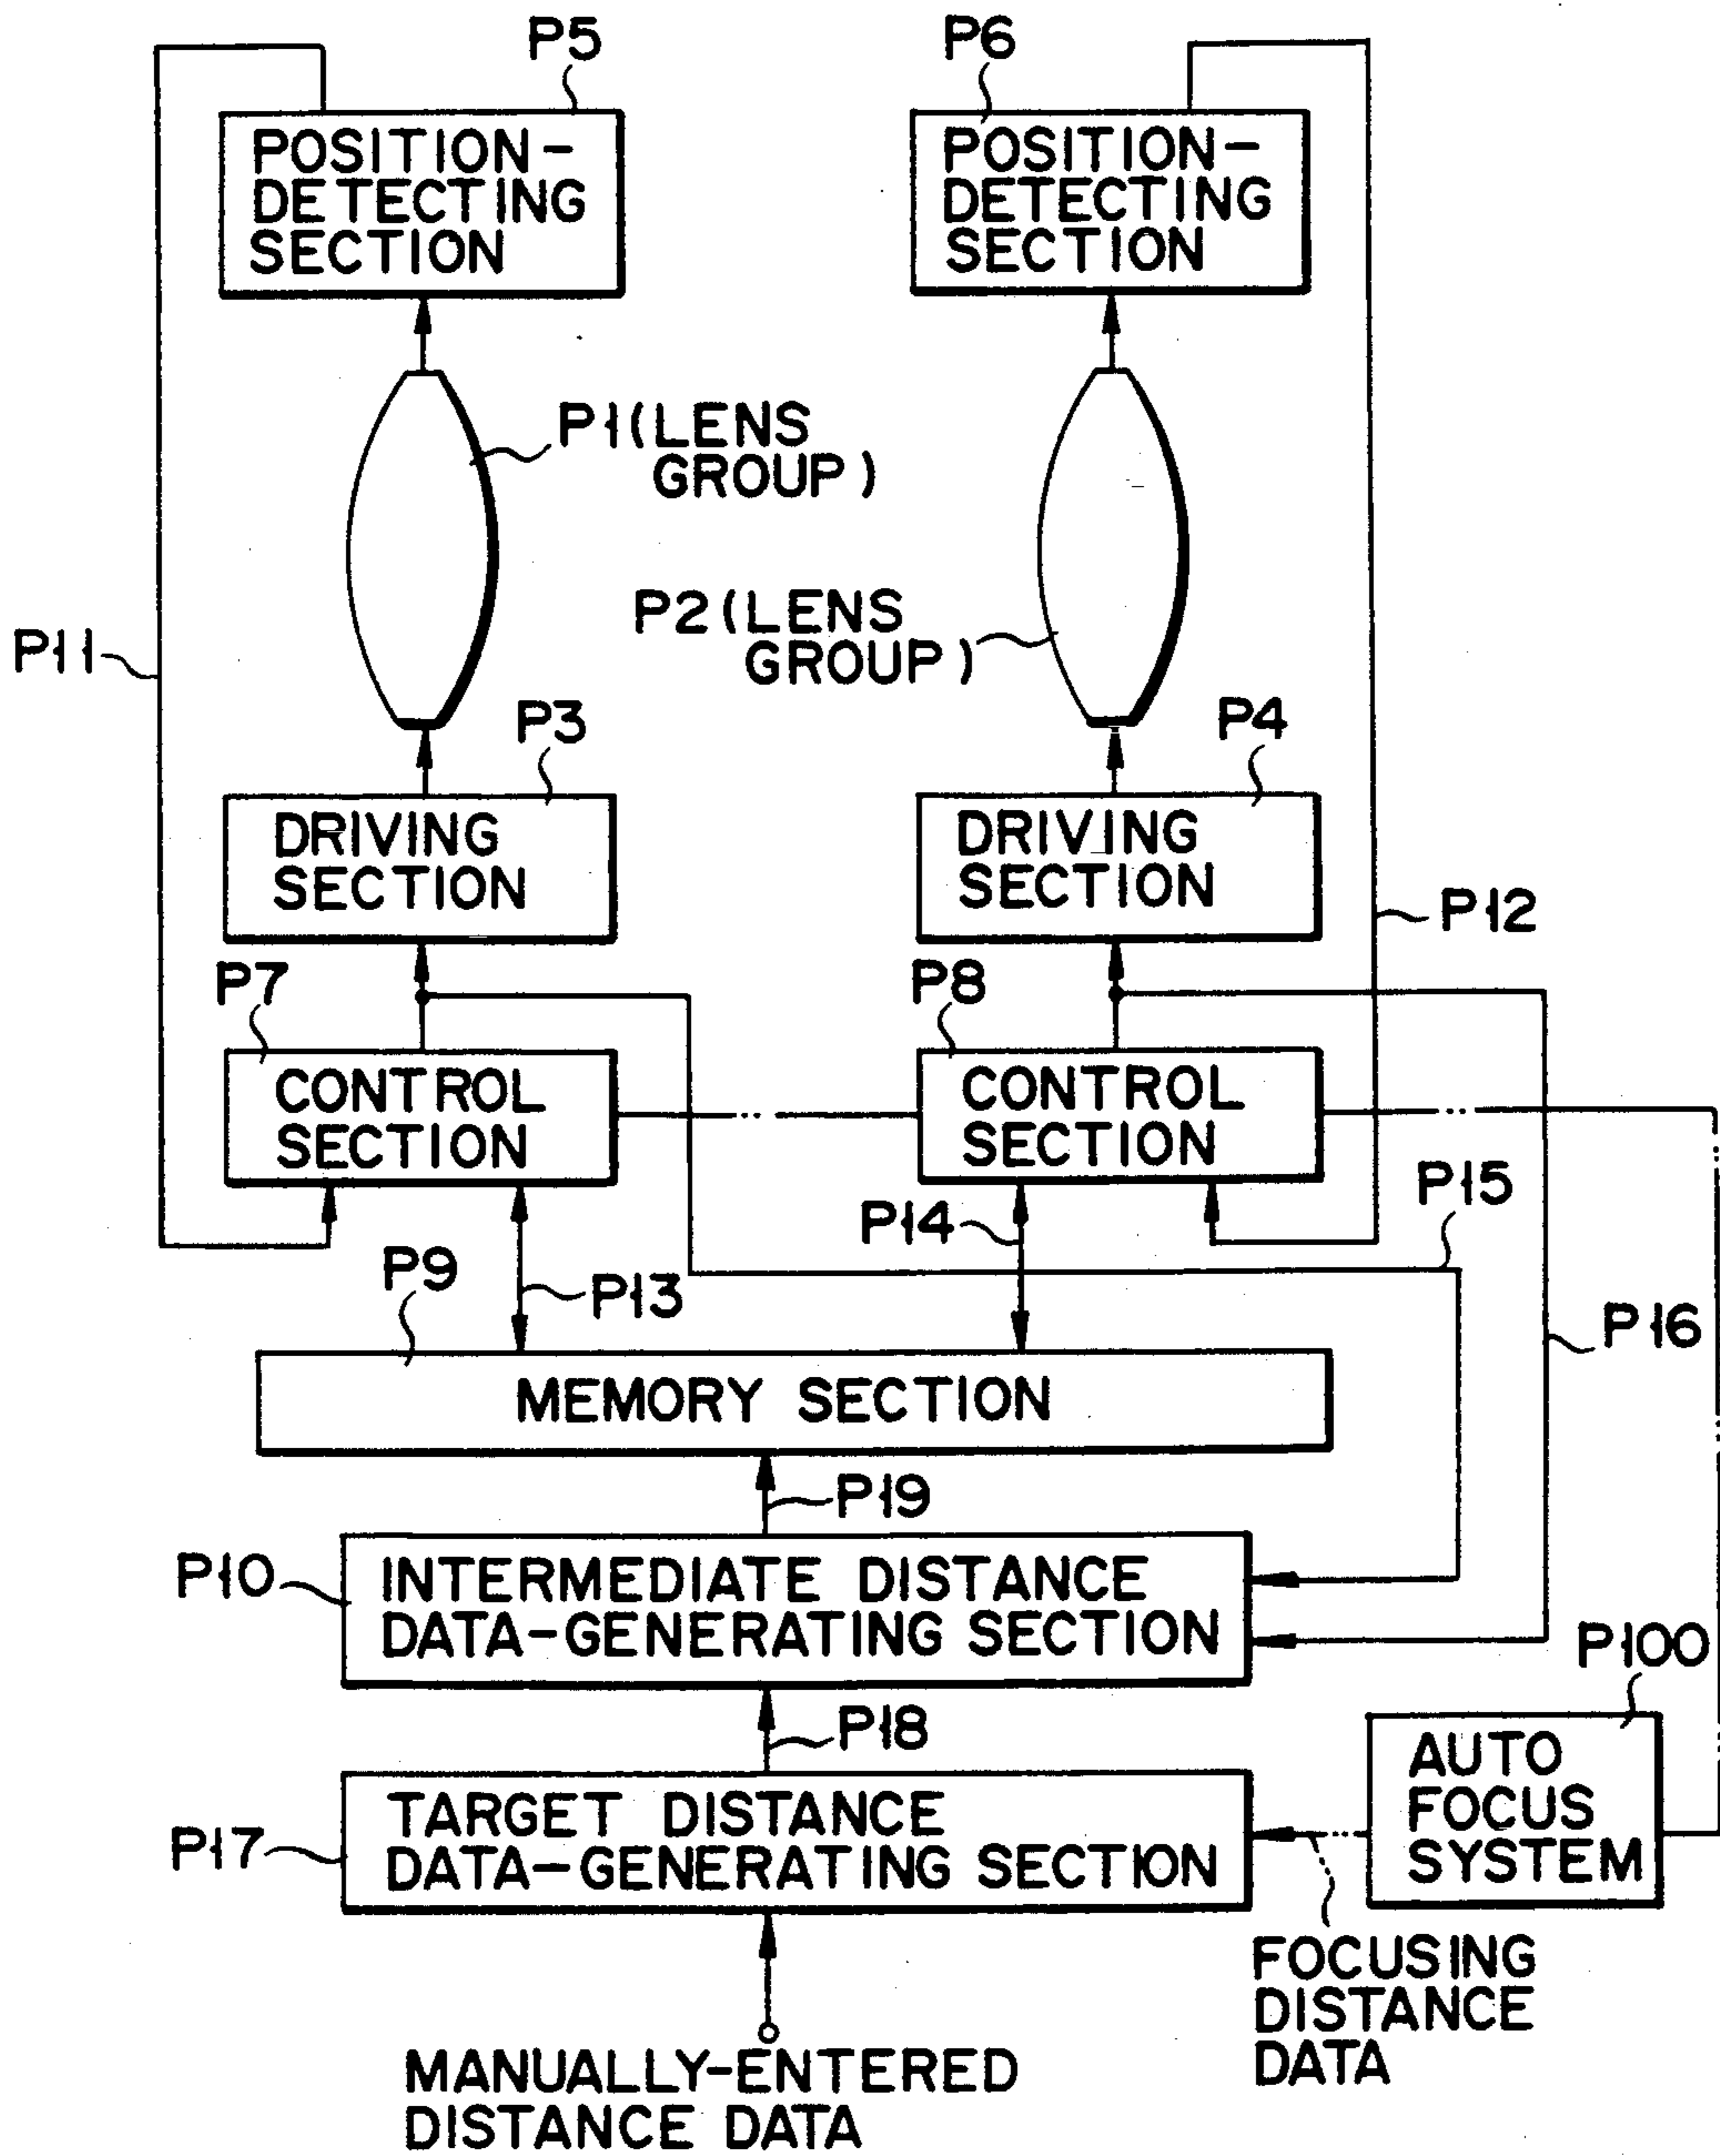 P5
P6
POSITION-
DETECTING
SECTION
POSITION-
DETECTING
SECTION
P1(LENS
GROUP)
P2(LENS
GROUP)
P11
P3
P4
DRIVING
SECTION
DRIVING
SECTION
P12
P7
P8
CONTROL
SECTION
CONTROL
SECTION
P15
P14
P9
P13
P16
MEMORY SECTION
P19
P10
INTERMEDIATE DISTANCE
DATA-GENERATING SECTION
P100
P18
AUTO
FOCUS
SYSTEM
P17
TARGET DISTANCE
DATA-GENERATING SECTION
FOCUSING
DISTANCE
DATA
MANUALLY-ENTERED
DISTANCE DATA